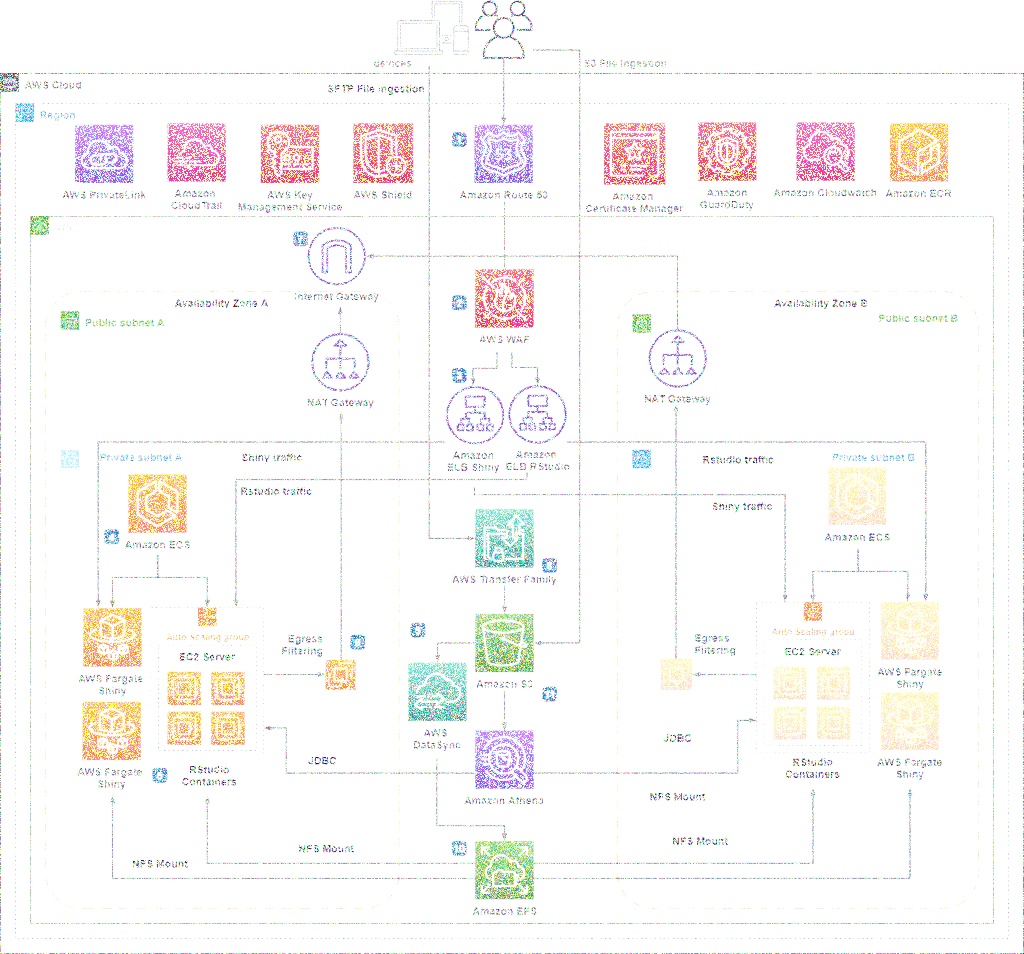 devices
S3 File Ingestion
AWS Cloud
SFTP File Ingestion
Region
AWS PrivateLink
Amazon
CloudTrail
AWS Key
Management Service
AWS Shield
Amazon Route 53
Amazon
Certificate Manager
Amazon
GuardDuty
Amazon Cloudwatch
Amazon ECR
Internet Gateway
Availability Zone A
Availability Zone B
Public subnet A
Public subnet B
AWS WAF
NAT Gateway
NAT Gateway
Amazon
ELB Shiny
Amazon
ELB RStudio
Private subnet A
Shiny traffic
Rstudio traffic
Private subnet B
Rstudio traffic
Shiny traffic
Amazon ECS
Amazon ECS
AWS Transfer Family
Auto Scaling group
EC2 Server
Egress
Filtering
Egress
Filtering
Auto Scaling group
EC2 Server
AWS Fargate
Shiny
Amazon S3
AWS Fargate
Shiny
AWS
DataSync
JDBC
JDBC
AWS Fargate
Shiny
RStudio
Containers
Amazon Athena
RStudio
Containers
AWS Fargate
Shiny
NFS Mount
NFS Mount
NFS Mount
NFS Mount
Amazon EFS